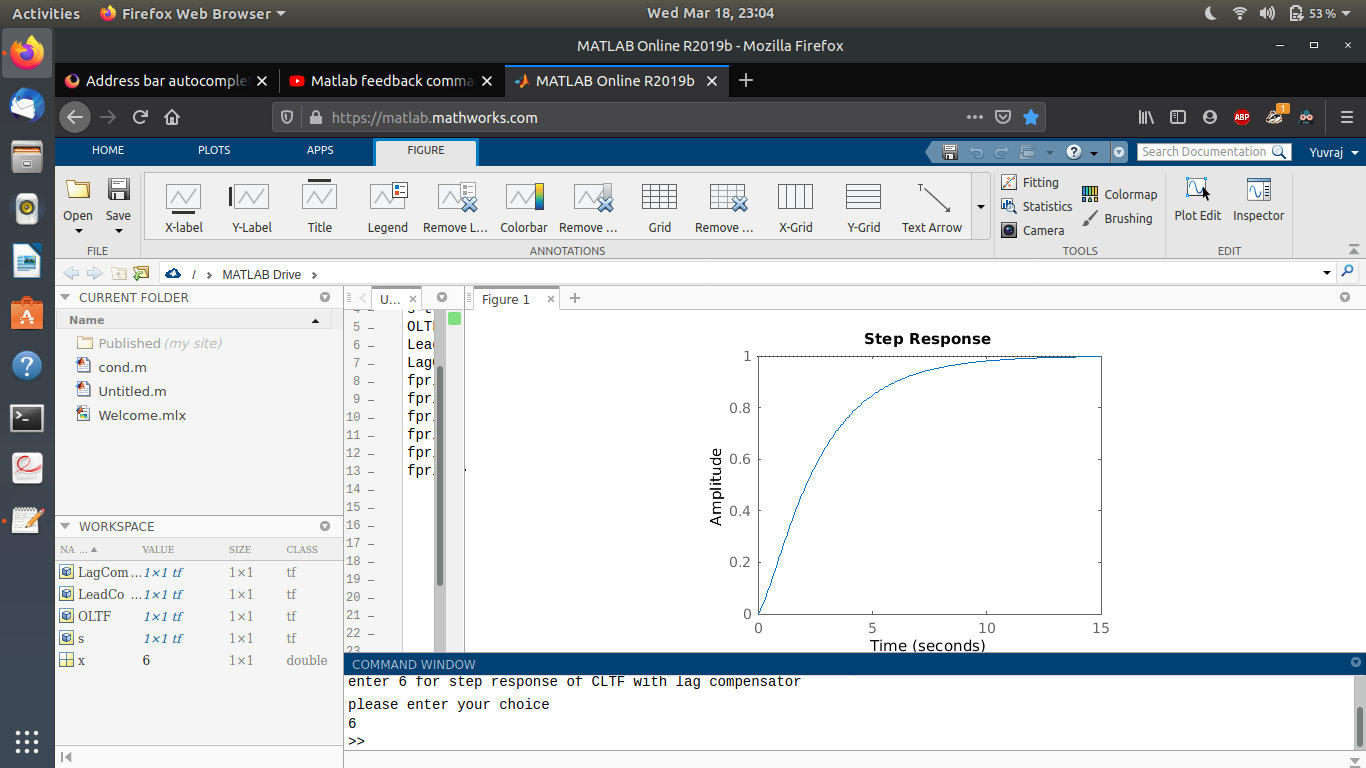 Activities Firefox Web Browser Wed Mar 18, 23:04 53 %
MATLAB Online R2019b - Mozilla Firefox
Address bar autocomple Matlab feedback comma MATLAB Online R2019b
https://matlab.mathworks.com ABP 1
HOME PLOTS APPS FIGURE Search Documentation Yuvraj
Open Save X-label Y-Label Title Legend Remove L... Colorbar Remove ... Grid Remove ... X-Grid Y-Grid Text Arrow
Fitting Statistics Camera Colormap Brushing Plot Edit Inspector
FILE ANNOTATIONS TOOLS EDIT
/ › MATLAB Drive ›
CURRENT FOLDER
Name
Published (my site)
cond.m
Untitled.m
Welcome.mlx
WORKSPACE
NA ... VALUE SIZE CLASS
LagCom ... 1×1 tf 1×1 tf
LeadCo ... 1×1 tf 1×1 tf
OLTF 1×1 tf 1×1 tf
s 1×1 tf 1×1 tf
x 6 1×1 double
U...
5 – OLT
6 – Lea
7 – Lag
8 – fpr
9 – fpr
10 – fpr
11 – fpr
12 – fpr
13 – fpr
14 –
15 –
16 –
17 –
18 –
19 –
20 –
21 –
22 –
23
Figure 1
Step Response
Amplitude
1
0.8
0.6
0.4
0.2
0
0 5 10 15
Time (seconds)
COMMAND WINDOW
enter 6 for step response of CLTF with lag compensator
please enter your choice
6
>>